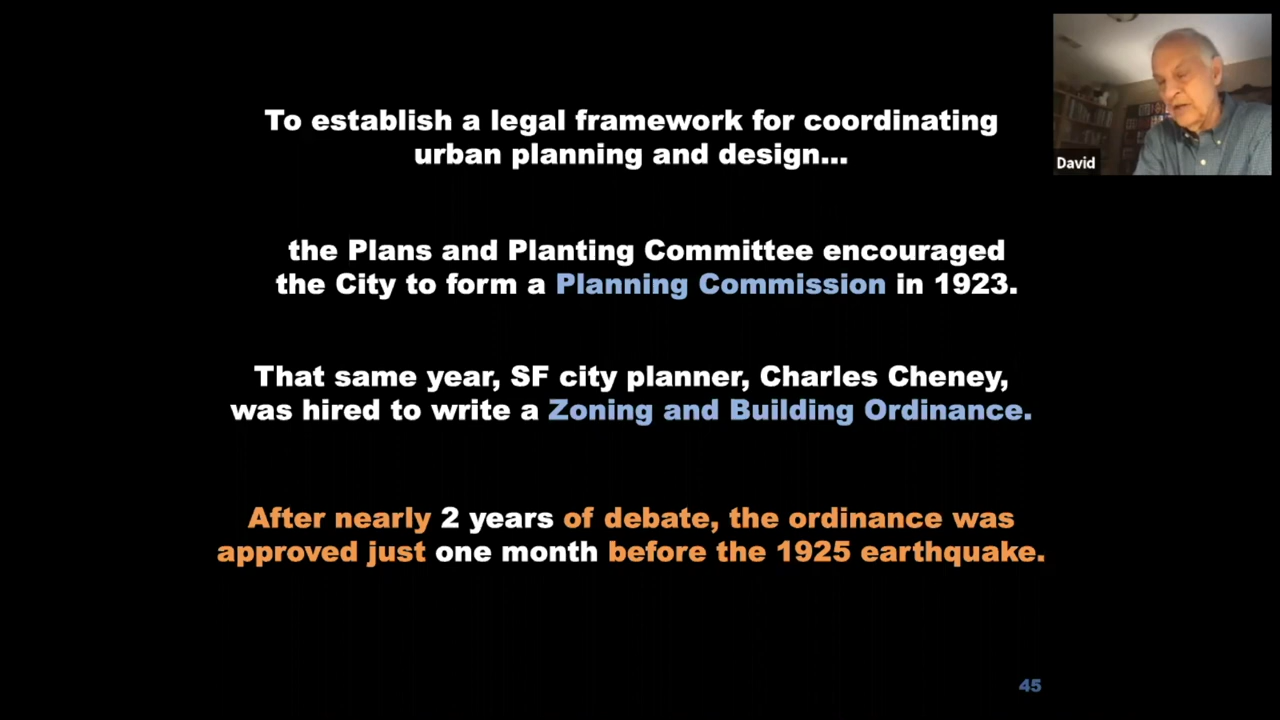 To establish a legal framework for coordinating
urban planning and design...
David
the Plans and Planting Committee encouraged
the City to form a Planning Commission in 1923.
That same year, SF city planner, Charles Cheney,
was hired to write a Zoning and Building Ordinance.
After nearly 2 years of debate, the ordinance was
approved just one month before the 1925 earthquake.
45